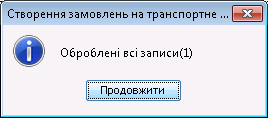 Створення замовлень на транспортне ...
Оброблені всі записи(1)
Продовжити